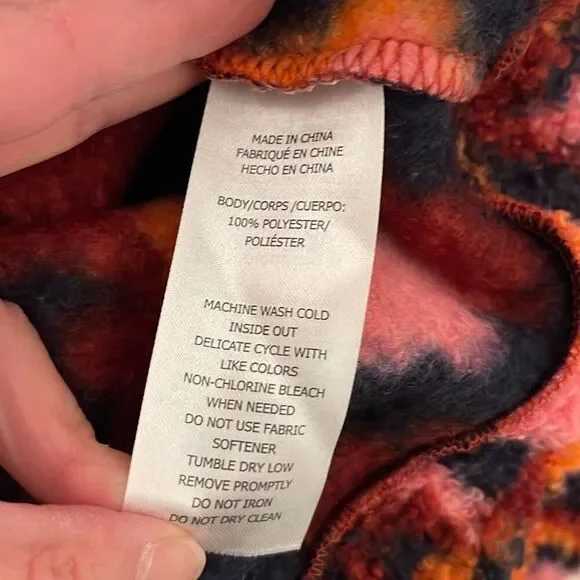 MADE IN CHINA
FABRIQUÉ EN CHINE
HECHO EN CHINA
BODY/CORPS /CUERPO:
100% POLYESTER/
POLIÉSTER
MACHINE WASH COLD
INSIDE OUT
DELICATE CYCLE WITH
LIKE COLORS
NON-CHLORINE BLEACH
WHEN NEEDED
DO NOT USE FABRIC
SOFTENER
TUMBLE DRY LOW
REMOVE PROMPTLY
DO NOT IRON
DO NOT DRY CLEAN